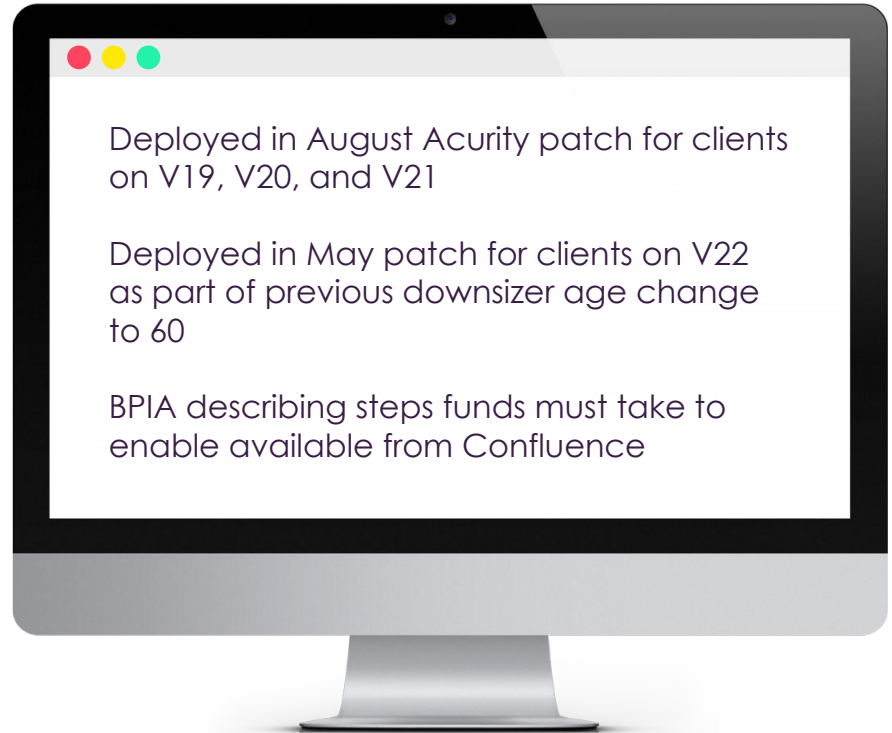 Deployed in August Acurity patch for clients
on V19, V20, and V21
Deployed in May patch for clients on V22
as part of previous downsizer age change
to 60
BPIA describing steps funds must take to
enable available from Confluence